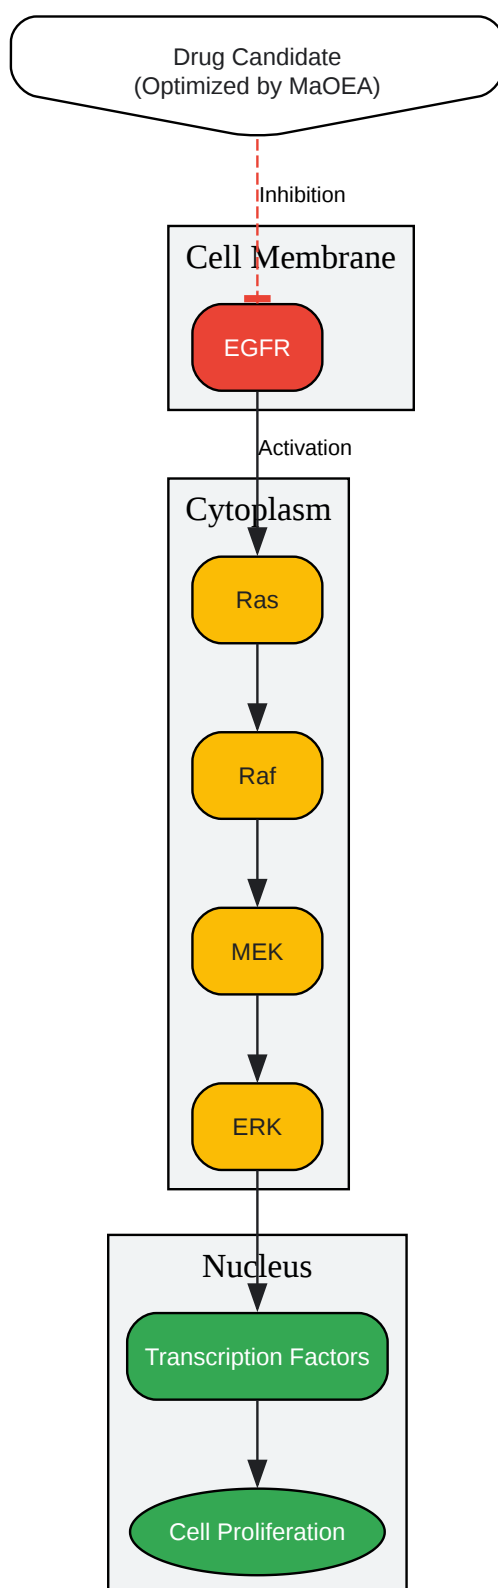 Drug Candidate
(Optimized by MaOEA)
Inhibition
Cell Membrane
EGFR
Activation
Cytoplasm
Ras
Raf
MEK
ERK
Nucleus
Transcription Factors
Cell Proliferation